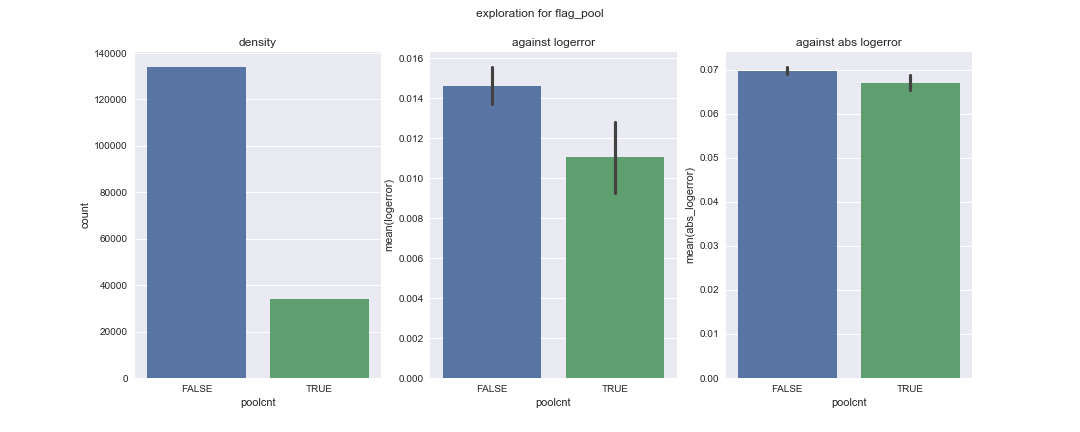 exploration for flag_pool
density
140000
120000
100000
80000
60000
40000
20000
0
count
FALSE
TRUE
poolcnt
against logerror
0.016
0.014
0.012
0.010
0.008
0.006
0.004
0.002
0.000
mean(logerror)
FALSE
TRUE
poolcnt
against abs logerror
0.07
0.06
0.05
0.04
0.03
0.02
0.01
0.00
mean(abs_logerror)
FALSE
TRUE
poolcnt